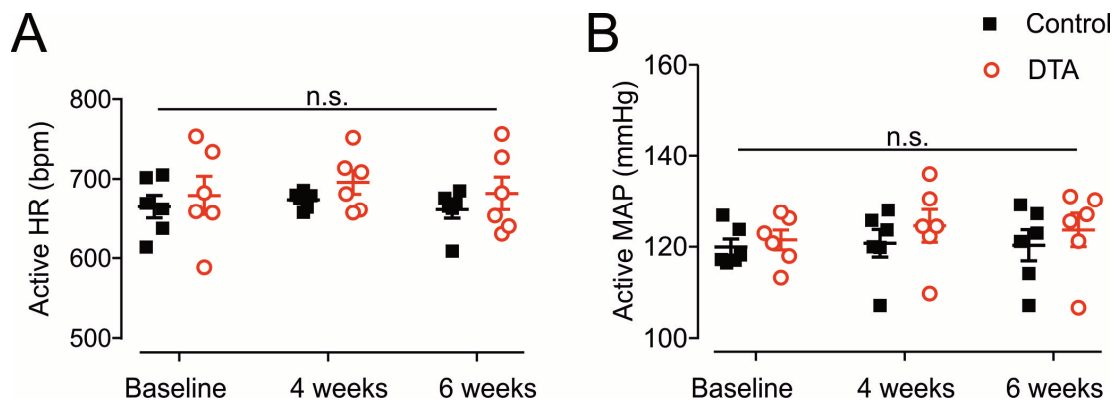 A
Active HR (bpm)
800
700
600
500
n.s.
Baseline
4 weeks
6 weeks
B
Control
DTA
Active MAP (mmHg)
160
140
120
100
n.s.
Baseline
4 weeks
6 weeks